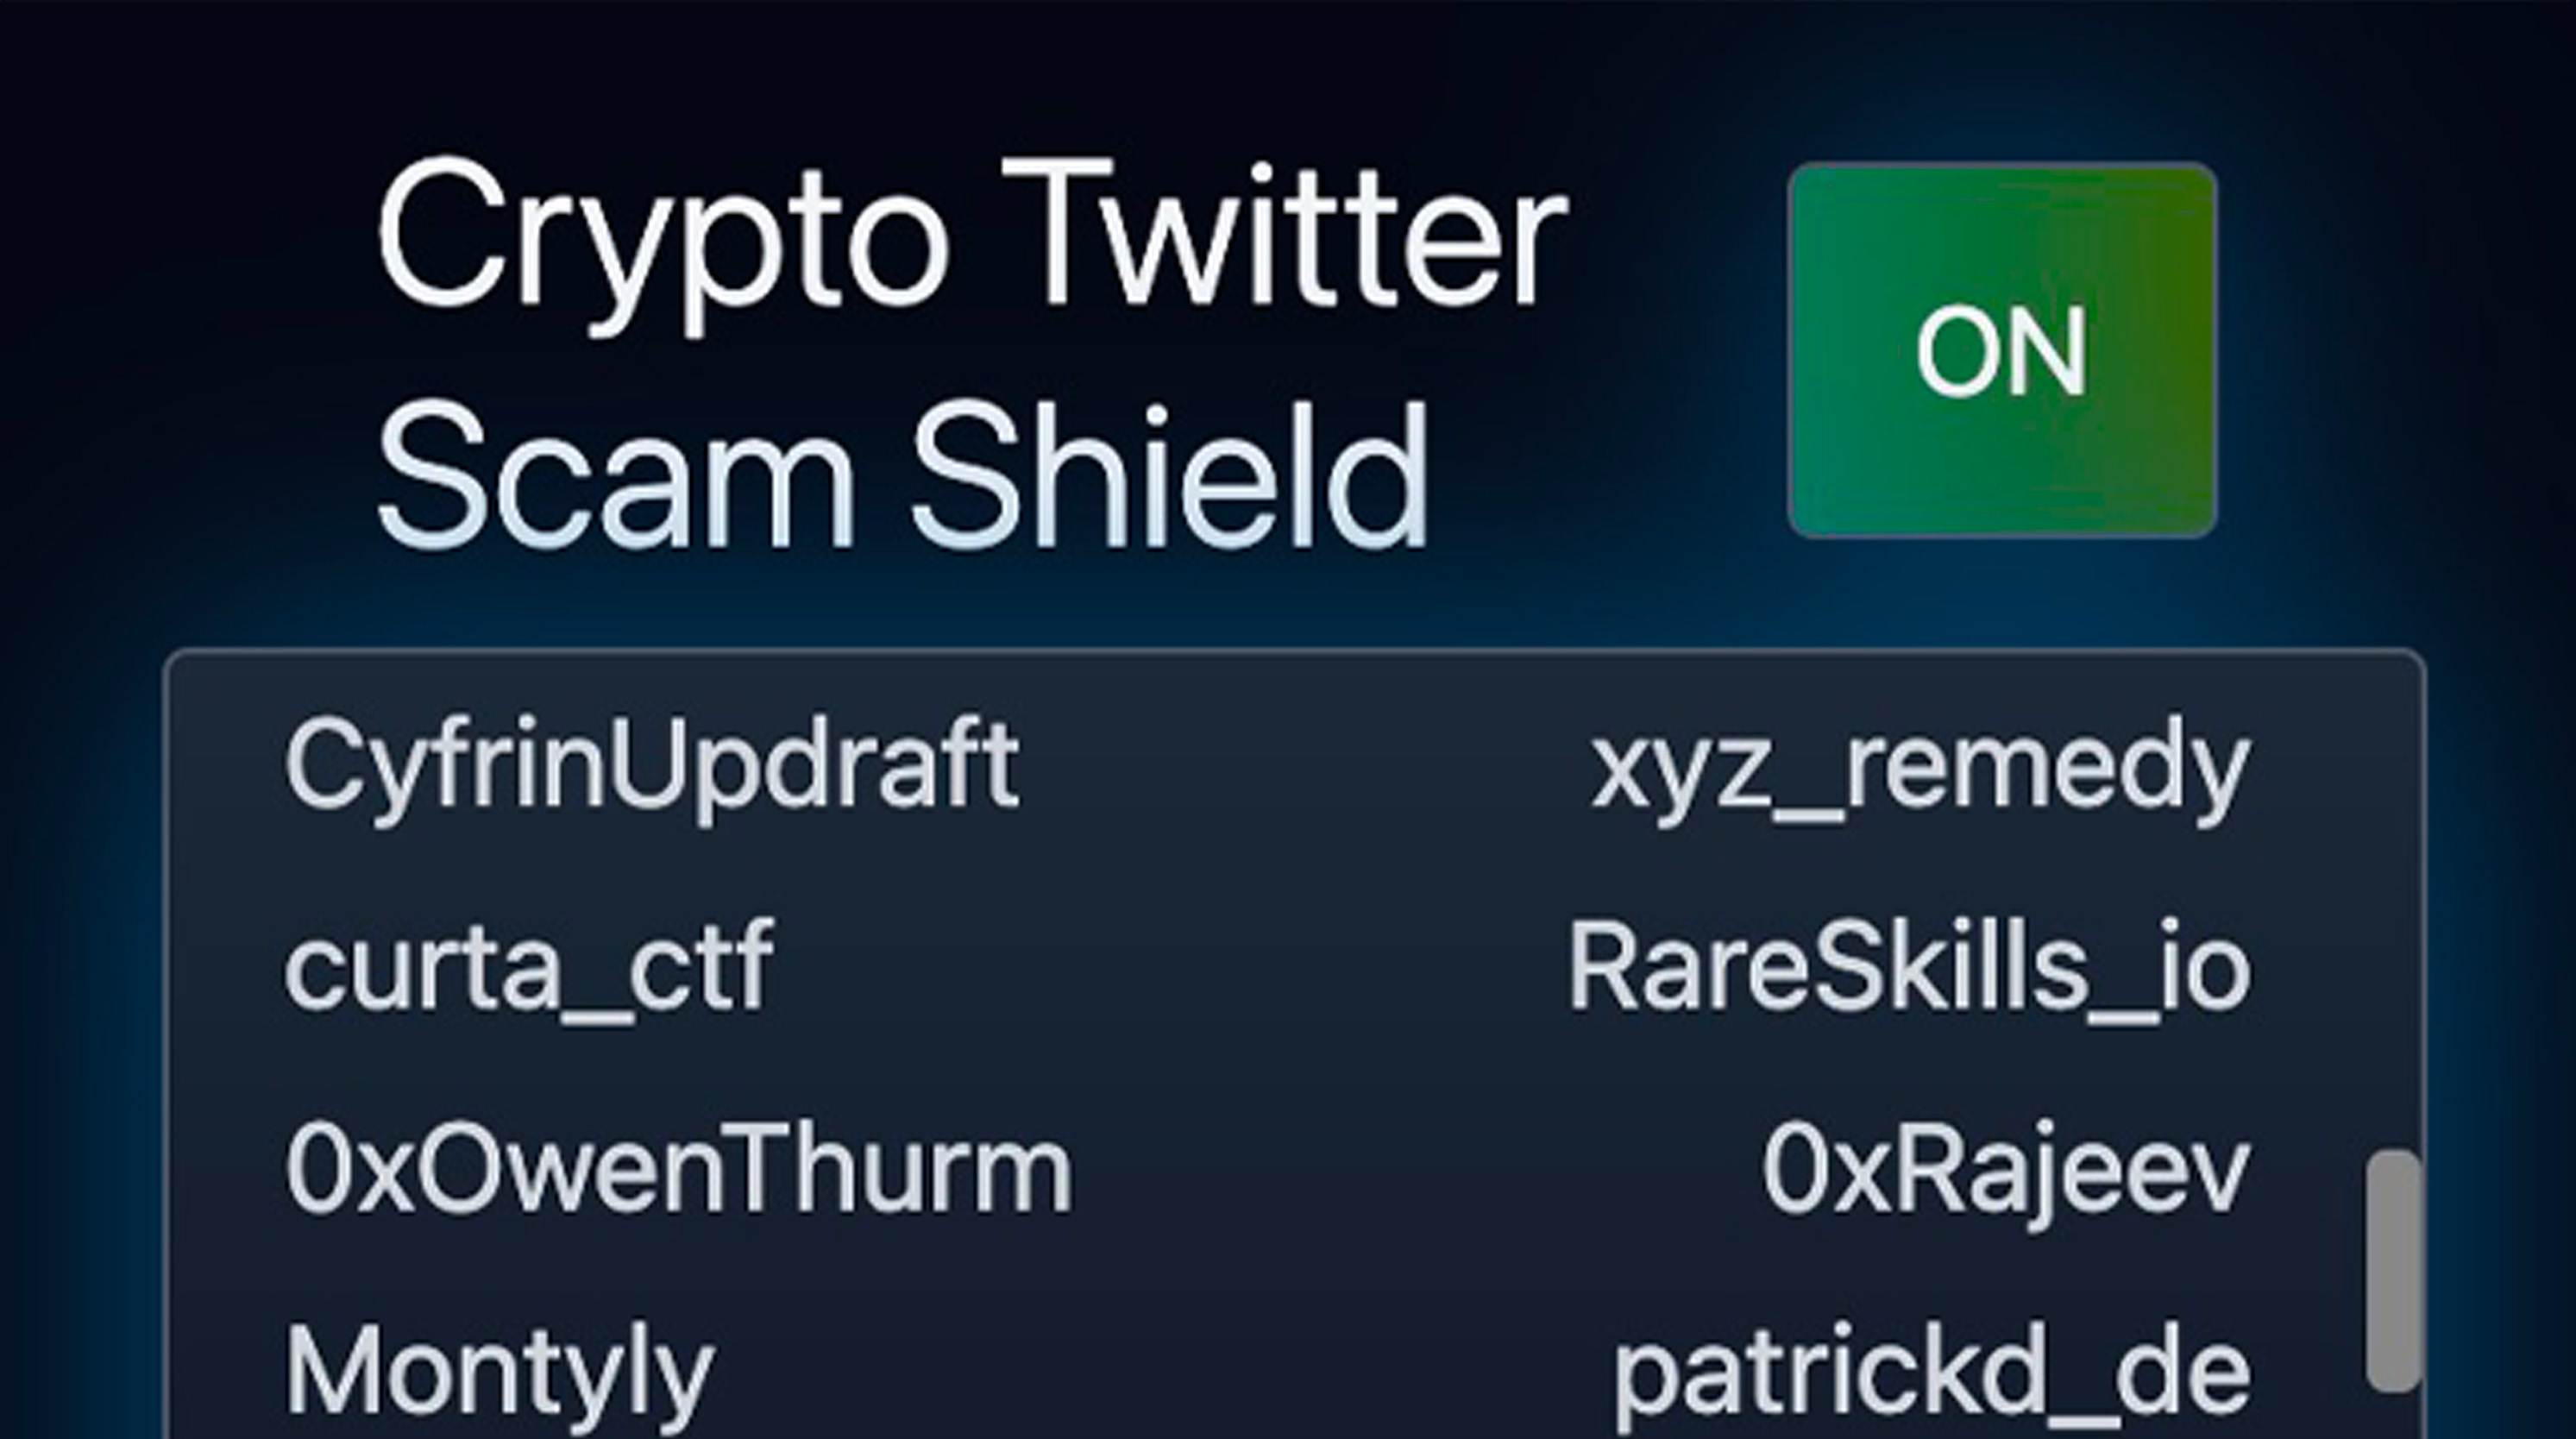 Crypto Twitter
Scam Shield
ON
CyfrinUpdraft xyz_remedy
curta_ctf RareSkills_io
0xOwenThurm 0xRajeev
Montyly patrickd_de